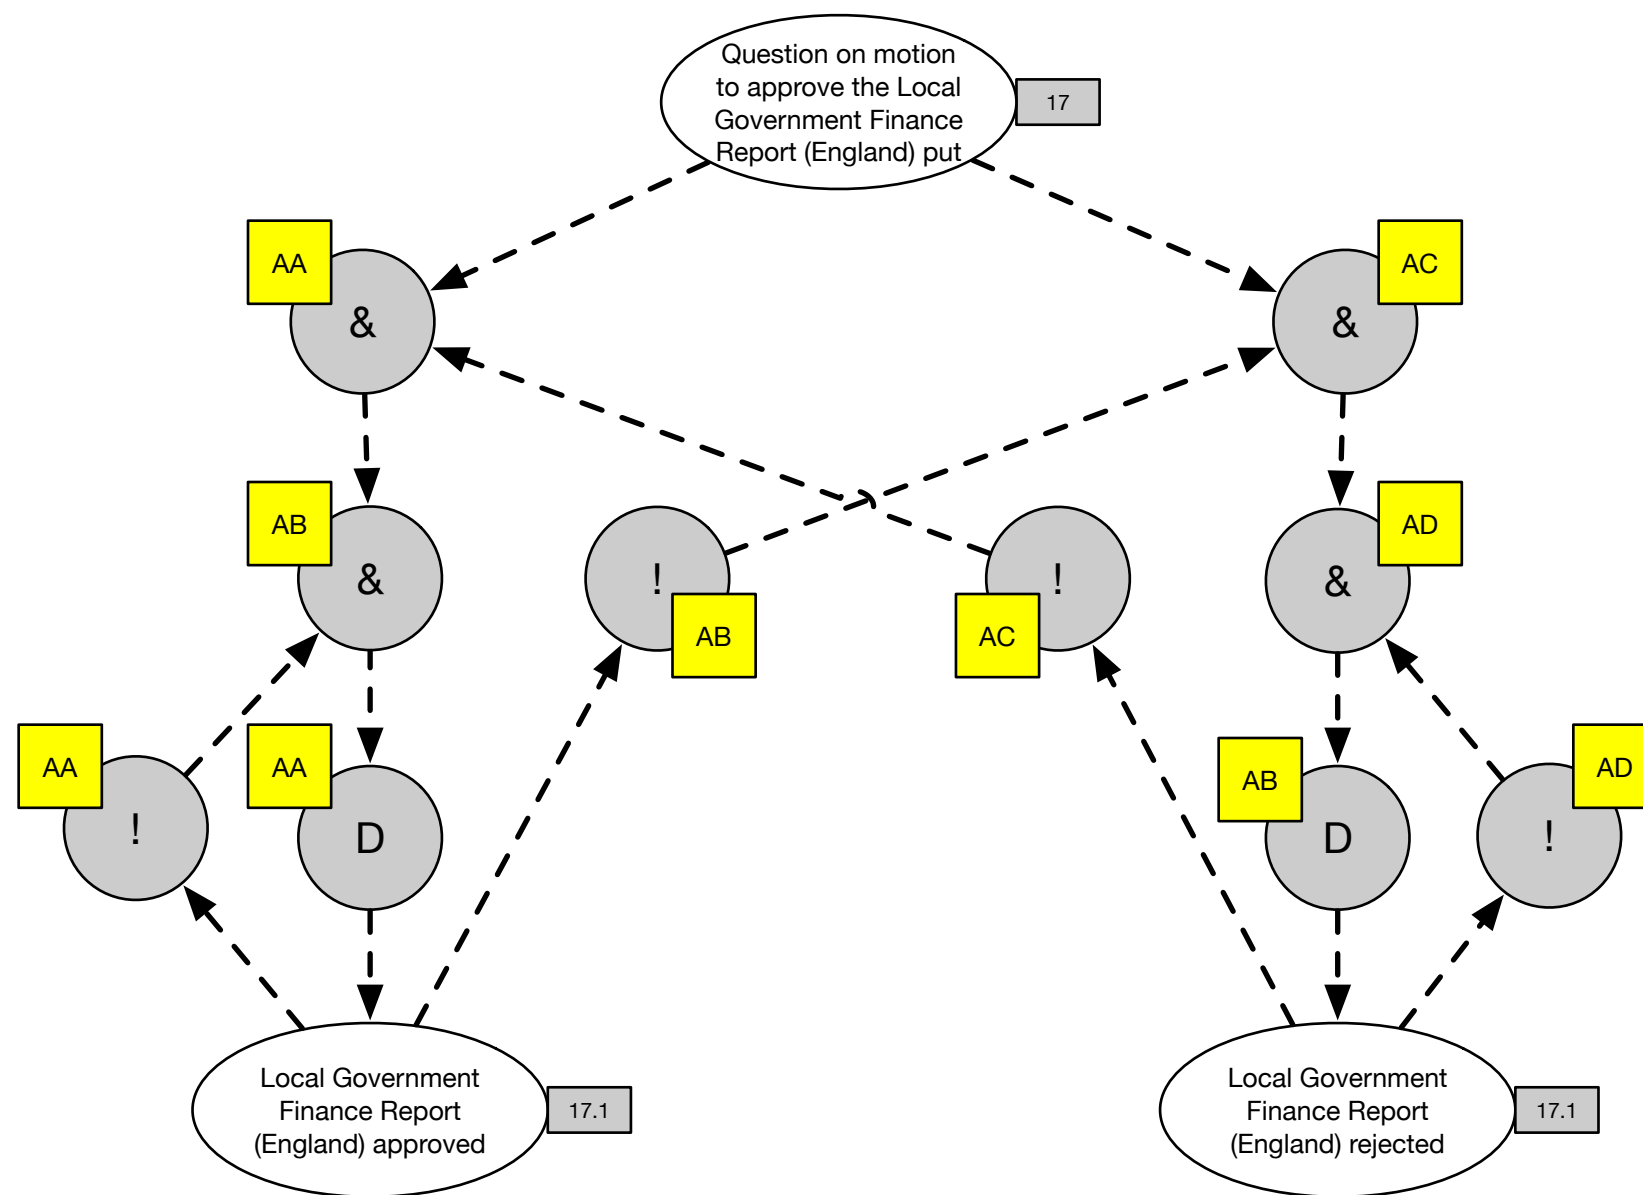 Question on motion
to approve the Local
Government Finance
Report (England) put
17
AA
&
AC
&
AB
&
!
AB
!
AC
AD
&
AA
!
AA
D
AB
D
AD
!
Local Government
Finance Report
(England) approved
17.1
Local Government
Finance Report
(England) rejected
17.1